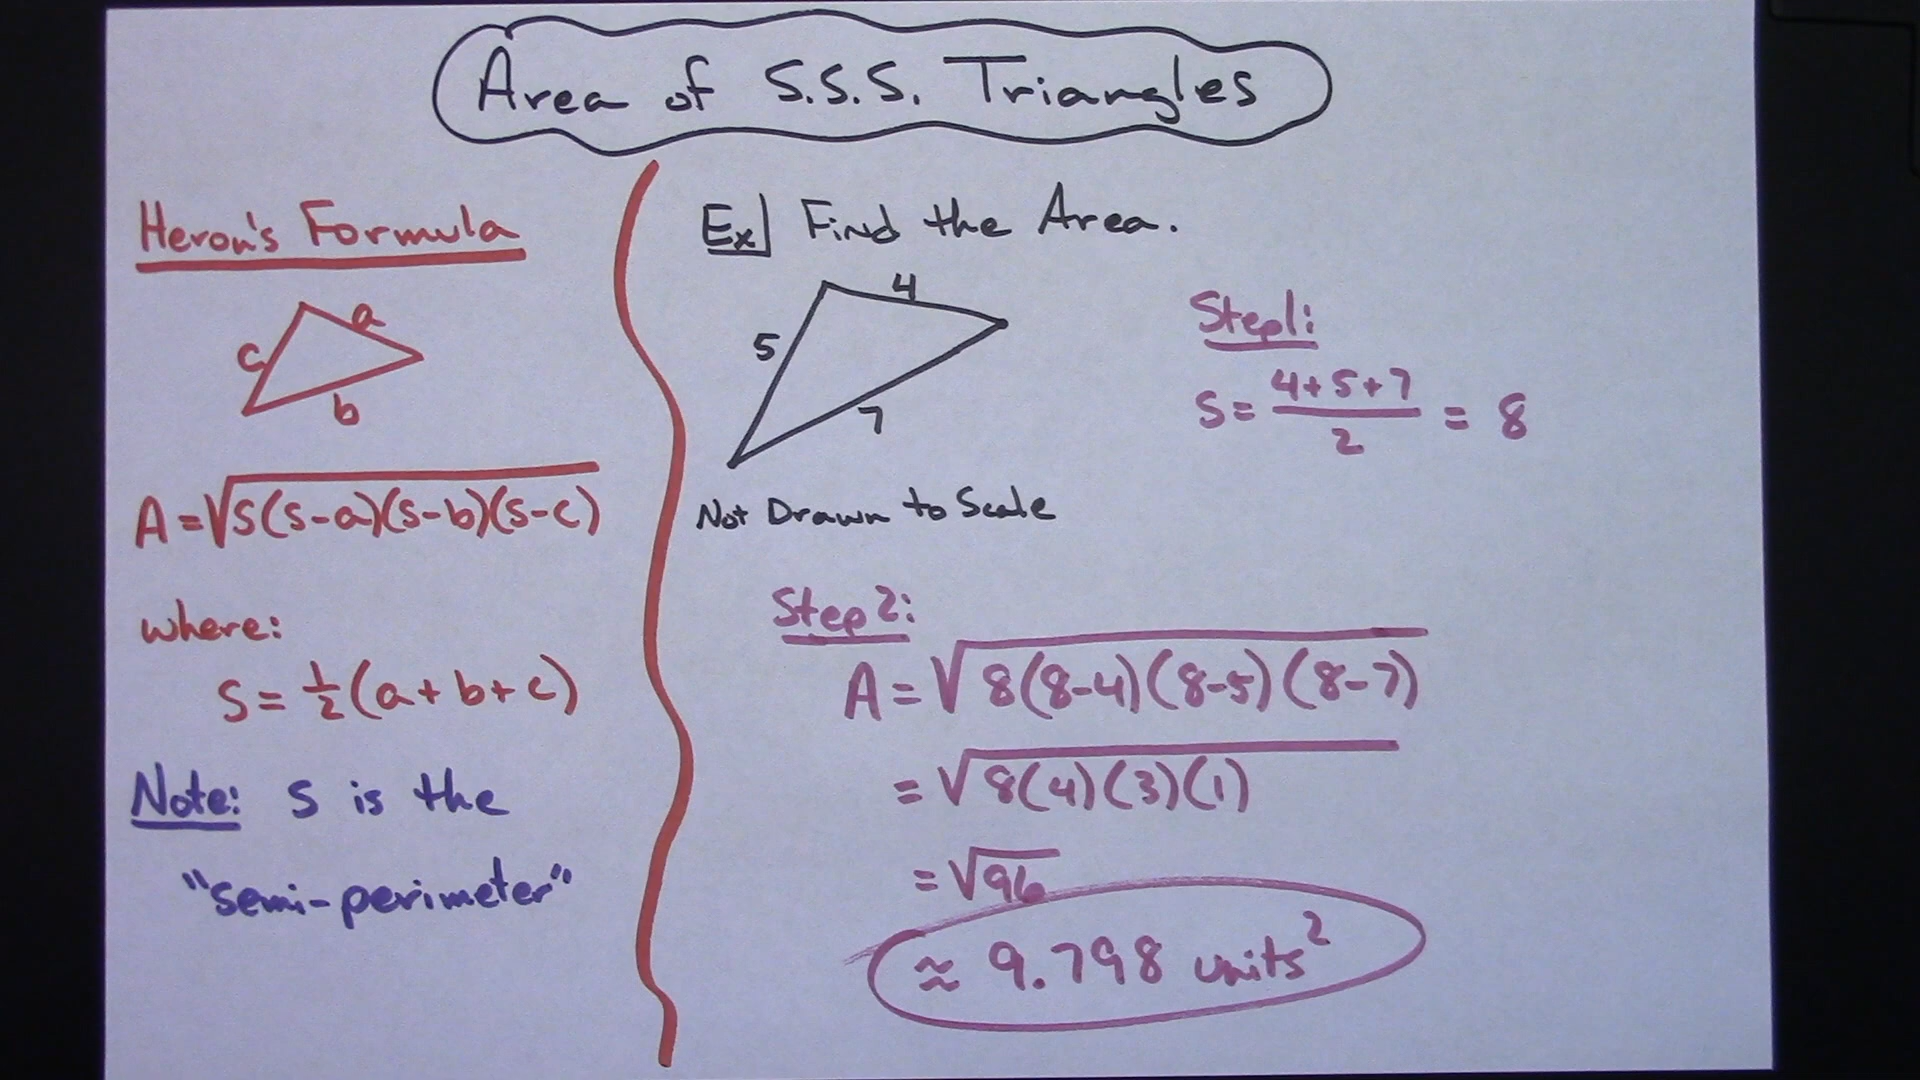 Area of S.S.S. Triangles
Heron's Formula
a
c
b
A = √S(s-a)(s-b)(s-c)
where:
S = ½(a+b+c)
Note: S is the
"semi-perimeter"
Ex] Find the Area.
4
5
7
Not Drawn to Scale
Step 1:
S = 4+5+7/2 = 8
Step 2:
A = √8(8-4)(8-5)(8-7)
= √8(4)(3)(1)
= √96
≈ 9.798 units²